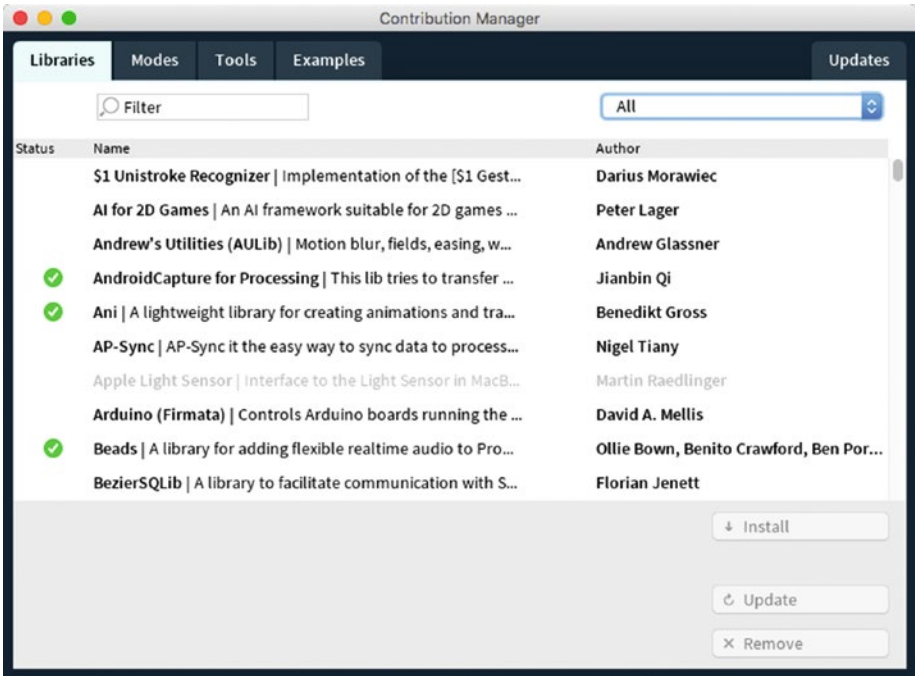 Contribution Manager
Libraries Modes Tools Examples Updates
Filter All
Status Name Author
$1 Unistroke Recognizer | Implementation of the [$1 Gest... Darius Morawiec
AI for 2D Games | An AI framework suitable for 2D games ... Peter Lager
Andrew's Utilities (AULib) | Motion blur, fields, easing, w... Andrew Glassner
AndroidCapture for Processing | This lib tries to transfer ... Jianbin Qi
Ani | A lightweight library for creating animations and tra... Benedikt Gross
AP-Sync | AP-Sync it the easy way to sync data to process... Nigel Tiany
Apple Light Sensor | Interface to the Light Sensor in MacB... Martin Raedlinger
Arduino (Firmata) | Controls Arduino boards running the ... David A. Mellis
Beads | A library for adding flexible realtime audio to Pro... Ollie Bown, Benito Crawford, Ben Por...
BezierSQLib | A library to facilitate communication with S... Florian Jenett
Install
Update
Remove